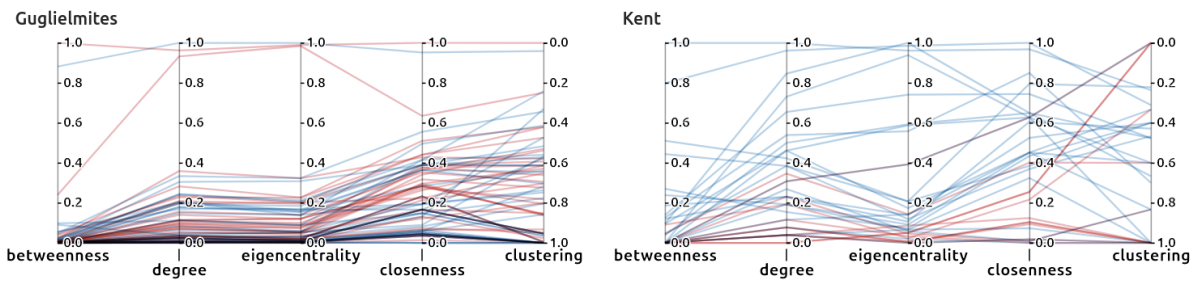 Guglielmites
1.0 1.0 1.0 1.0 0.0
0.8 0.8 0.8 0.8 0.2
0.6 0.6 0.6 0.6 0.4
0.4 0.4 0.4 0.4 0.6
0.2 0.2 0.2 0.2 0.8
0.0 0.0 0.0 0.0 1.0
betweenness degree eigencentrality closenness clustering
Kent
1.0 1.0 1.0 1.0 0.0
0.8 0.8 0.8 0.8 0.2
0.6 0.6 0.6 0.6 0.4
0.4 0.4 0.4 0.4 0.6
0.2 0.2 0.2 0.2 0.8
0.0 0.0 0.0 0.0 1.0
betweenness degree eigencentrality closenness clustering